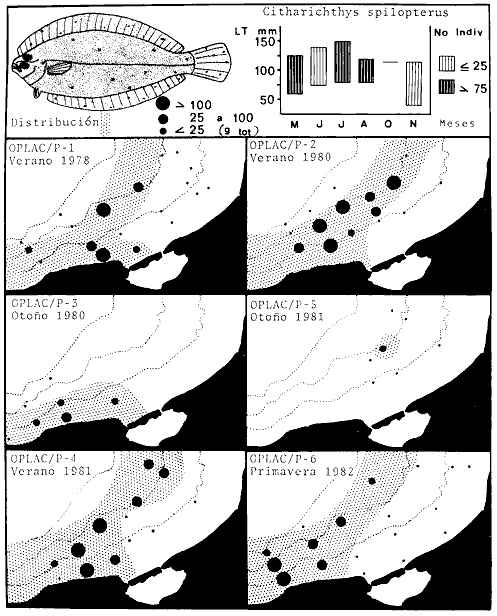 Citharichthys spilopterus
LT mm
150
100
50
M J J A O N
Meses
No Indiv
≤ 25
> 75
Distribución
> 100
25 a 100
≤ 25 (g tot)
OPLAC/P-1
Verano 1978
OPLAC/P-2
Verano 1980
OPLAC/P-3
Otoño 1980
OPLAC/P-5
Otoño 1981
OPLAC/P-4
Verano 1981
OPLAC/P-6
Primavera 1982